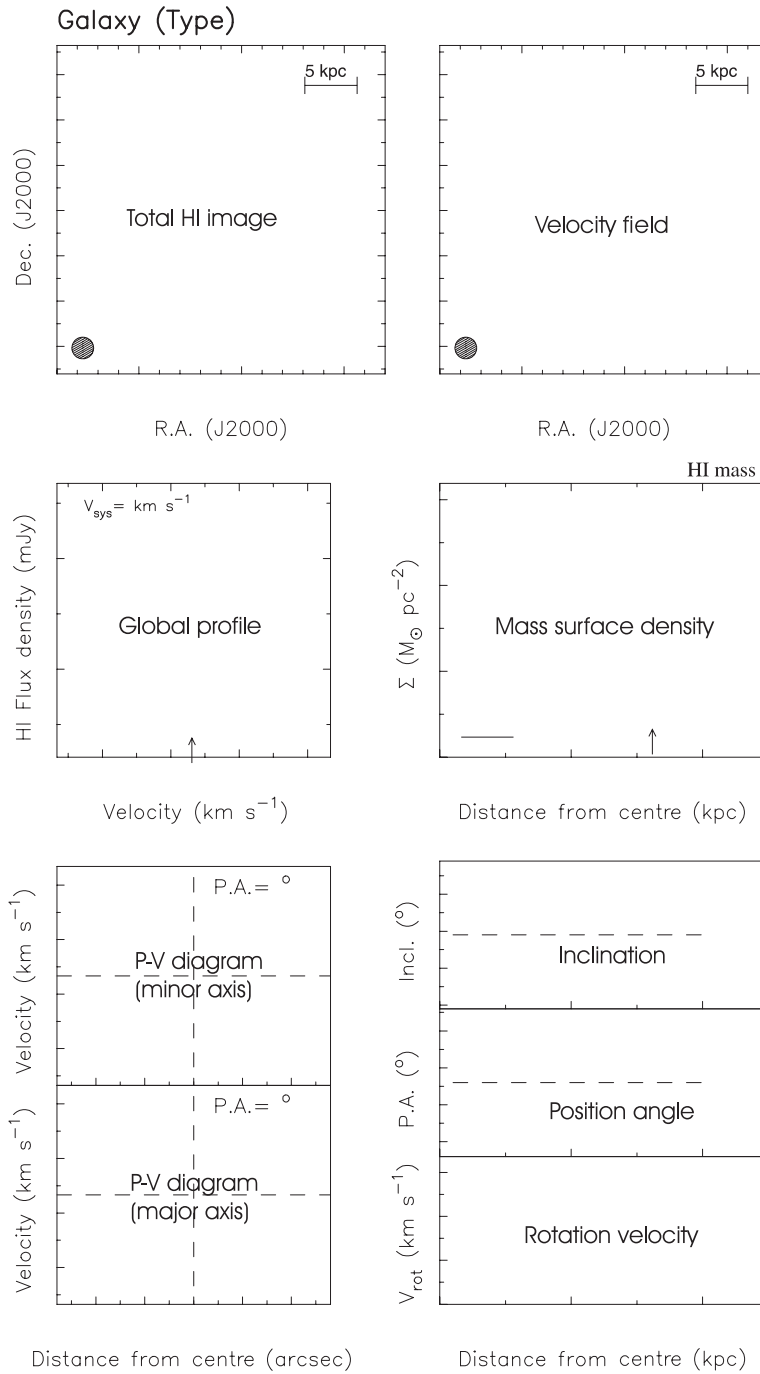 Galaxy (Type)
5 kpc
Dec. (J2000)
Total HI image
R.A. (J2000)
5 kpc
Velocity field
R.A. (J2000)
V_sys= km s^−1
HI Flux density (mJy)
Global profile
Velocity (km s^−1)
HI mass
Σ (M_⊙ pc^−2)
Mass surface density
Distance from centre (kpc)
P.A.= °
Velocity (km s^−1)
P-V diagram
(minor axis)
P.A.= °
Velocity (km s^−1)
P-V diagram
(major axis)
Distance from centre (arcsec)
Incl. (°)
Inclination
P.A. (°)
Position angle
V_rot (km s^−1)
Rotation velocity
Distance from centre (kpc)